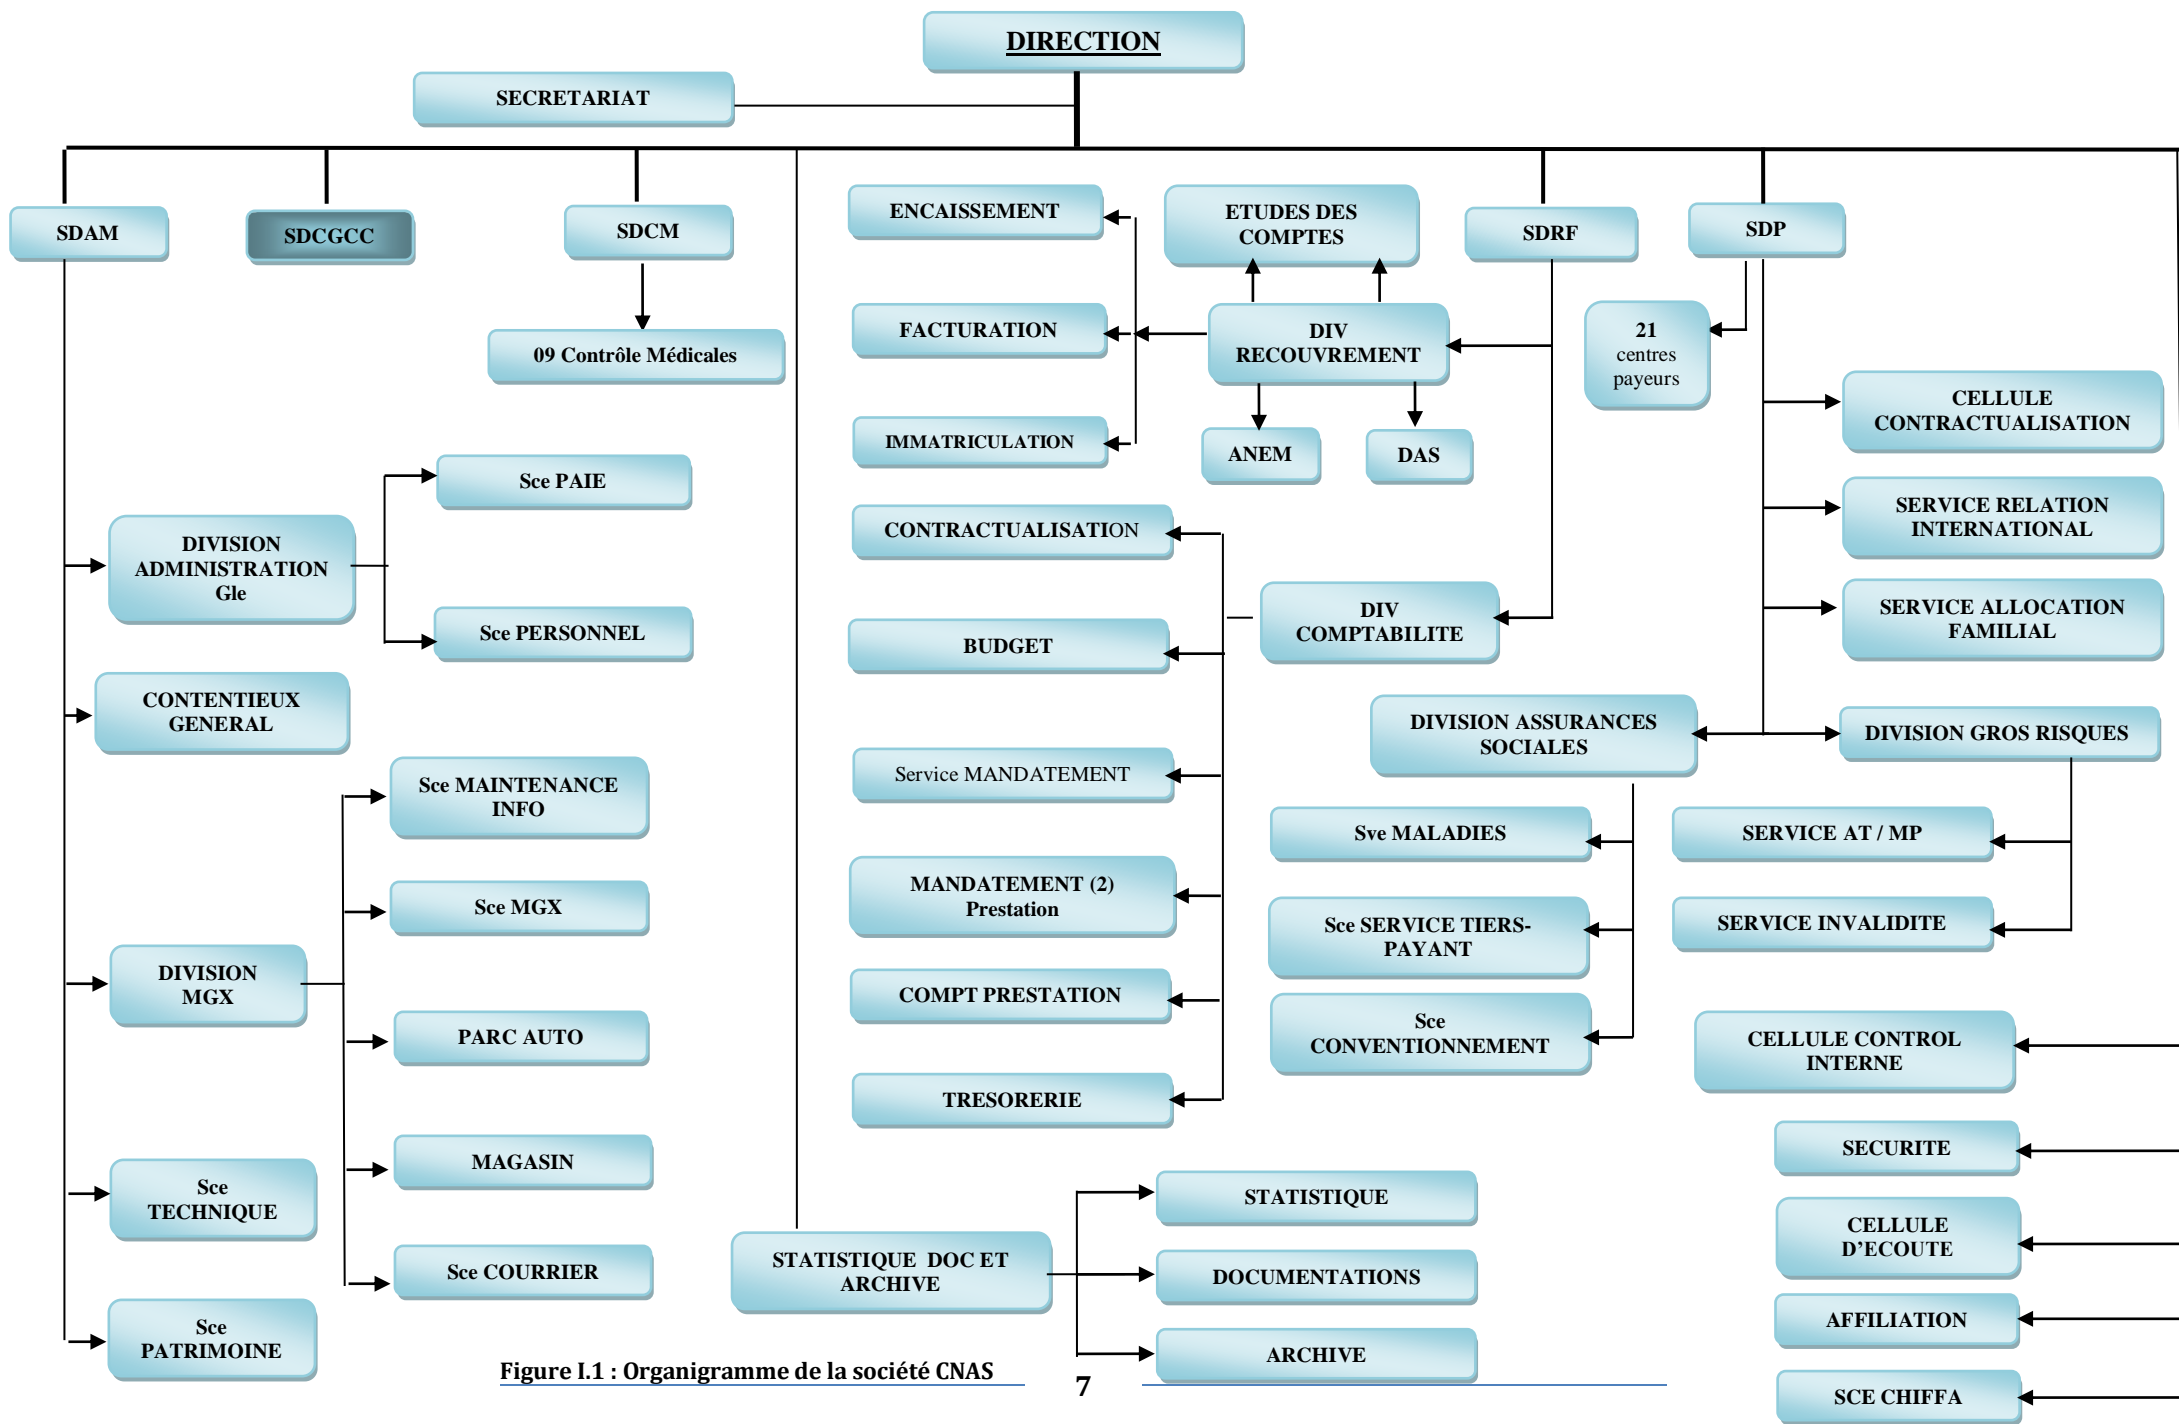 DIRECTION
SECRETARIAT
SDAM
SDCGCC
SDCM
SDRF
SDP
09 Contrôle Médicales
ENCAISSEMENT
FACTURATION
IMMATRICULATION
ETUDES DES
COMPTES
DIV
RECOUVREMENT
ANEM
DAS
21
centres
payeurs
CELLULE
CONTRACTUALISATION
SERVICE RELATION
INTERNATIONAL
SERVICE ALLOCATION
FAMILIAL
DIVISION
ADMINISTRATION
Gle
Sce PAIE
Sce PERSONNEL
CONTENTIEUX
GENERAL
DIVISION
MGX
Sce MAINTENANCE
INFO
Sce MGX
PARC AUTO
MAGASIN
Sce COURRIER
Sce
TECHNIQUE
Sce
PATRIMOINE
CONTRACTUALISATION
BUDGET
Service MANDATEMENT
MANDATEMENT (2)
Prestation
COMPT PRESTATION
TRESORERIE
DIV
COMPTABILITE
DIVISION ASSURANCES
SOCIALES
DIVISION GROS RISQUES
Sve MALADIES
Sce SERVICE TIERS-
PAYANT
Sce
CONVENTIONNEMENT
SERVICE AT / MP
SERVICE INVALIDITE
CELLULE CONTROL
INTERNE
SECURITE
CELLULE
D'ECOUTE
AFFILIATION
SCE CHIFFA
STATISTIQUE DOC ET
ARCHIVE
STATISTIQUE
DOCUMENTATIONS
ARCHIVE
Figure I.1 : Organigramme de la société CNAS
7